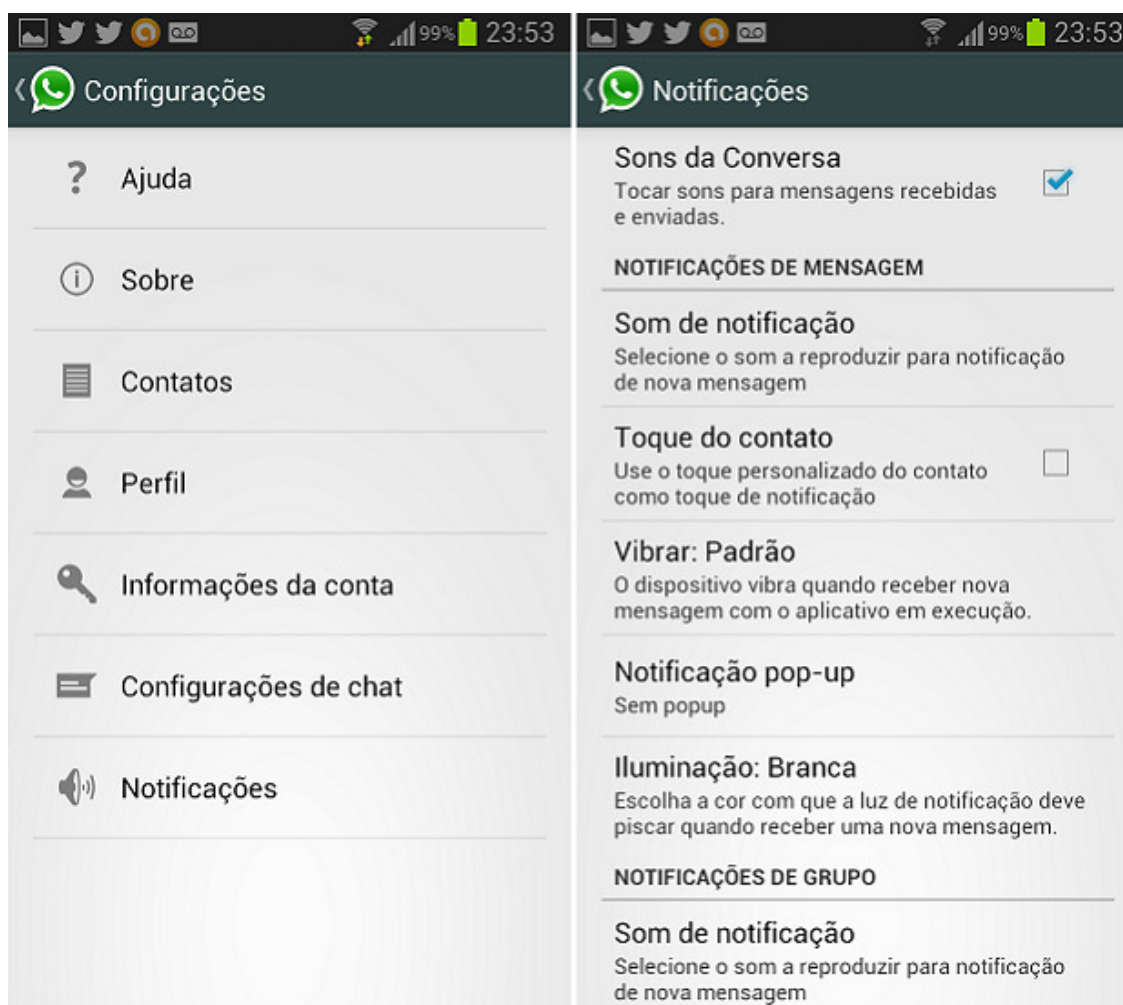 99% 23:53
Configurações
Ajuda
Sobre
Contatos
Perfil
Informações da conta
Configurações de chat
Notificações
99% 23:53
Notificações
Sons da Conversa
Tocar sons para mensagens recebidas
e enviadas.
NOTIFICAÇÕES DE MENSAGEM
Som de notificação
Selecione o som a reproduzir para notificação
de nova mensagem
Toque do contato
Use o toque personalizado do contato
como toque de notificação
Vibrar: Padrão
O dispositivo vibra quando receber nova
mensagem com o aplicativo em execução.
Notificação pop-up
Sem popup
Iluminação: Branca
Escolha a cor com que a luz de notificação deve
piscar quando receber uma nova mensagem.
NOTIFICAÇÕES DE GRUPO
Som de notificação
Selecione o som a reproduzir para notificação
de nova mensagem